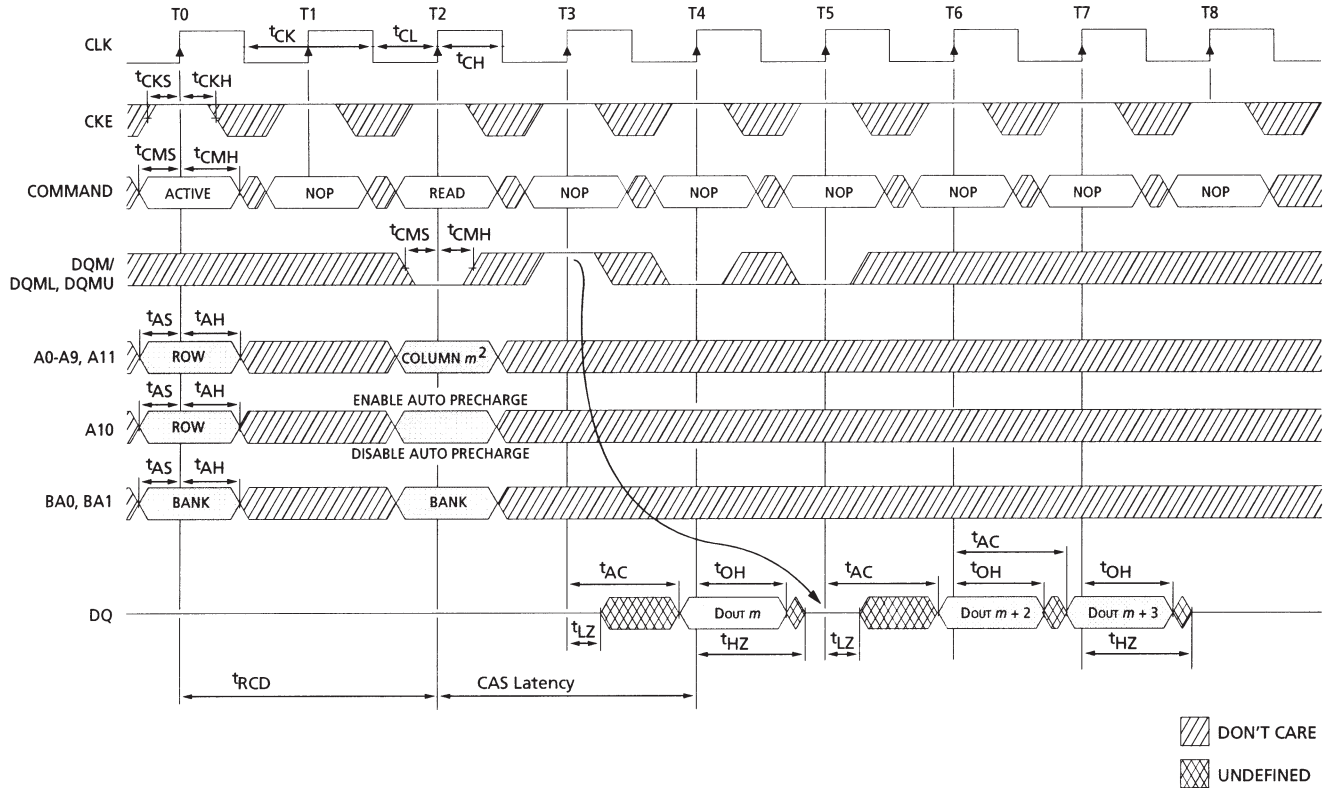 T0 T1 T2 T3 T4 T5 T6 T7 T8
CLK
tCK tCL
tCH
tCKS tCKH
CKE
tCMS tCMH
COMMAND ACTIVE NOP READ NOP NOP NOP NOP NOP NOP
tCMS tCMH
DQM/
DQML, DQMU
tAS tAH
A0-A9, A11 ROW COLUMN m2
tAS tAH
ENABLE AUTO PRECHARGE
A10 ROW
DISABLE AUTO PRECHARGE
tAS tAH
BA0, BA1 BANK BANK
tAC
tAC tOH tAC tOH tOH
DQ DOUT m DOUT m + 2 DOUT m + 3
tLZ tHZ tLZ tHZ
tRCD CAS Latency
DON'T CARE
UNDEFINED